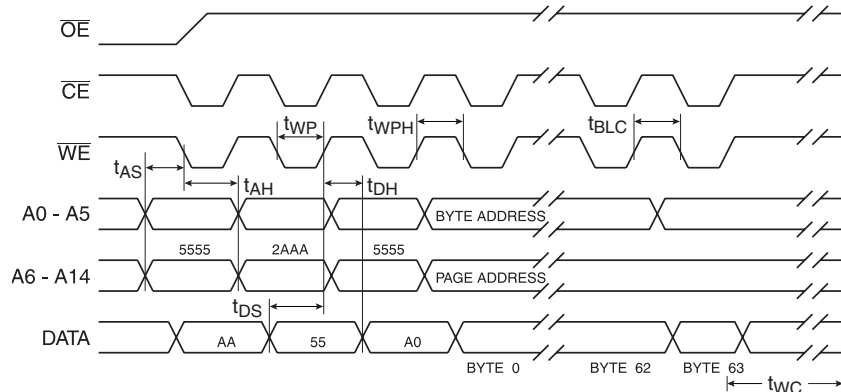 OE
CE
tWP tWPH tBLC
WE
tAS tAH tDH
A0 - A5 BYTE ADDRESS
5555 2AAA 5555
A6 - A14 PAGE ADDRESS
tDS
DATA AA 55 A0
BYTE 0 BYTE 62 BYTE 63
tWC